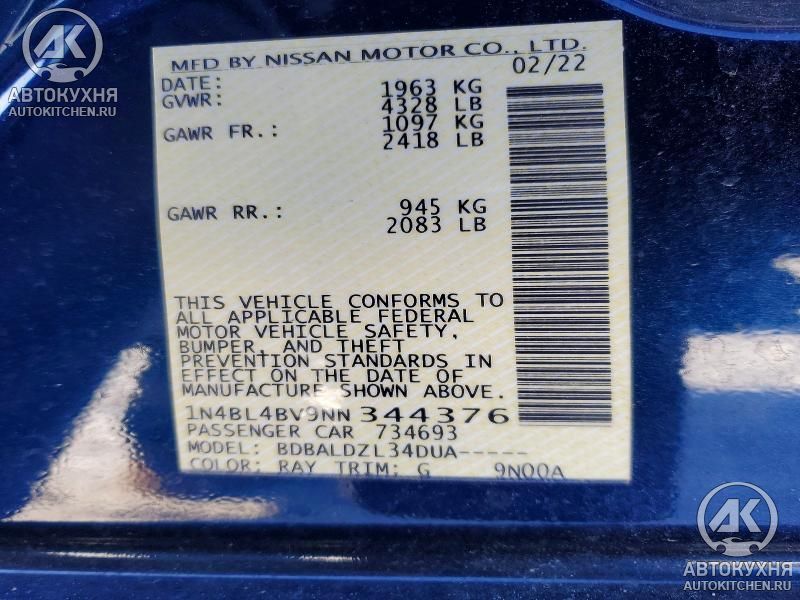 AK
АВТОКУХНЯ
AUTOKITCHEN.RU
MFD BY NISSAN MOTOR CO., LTD.
DATE: 02/22
GVWR: 1963 KG
4328 LB
GAWR FR.: 1097 KG
2418 LB
GAWR RR.: 945 KG
2083 LB
THIS VEHICLE CONFORMS TO
ALL APPLICABLE FEDERAL
MOTOR VEHICLE SAFETY,
BUMPER, AND THEFT
PREVENTION STANDARDS IN
EFFECT ON THE DATE OF
MANUFACTURE SHOWN ABOVE.
1N4BL4BV9NN344376
PASSENGER CAR 734693
MODEL: BDBALDZL34DUA-----
COLOR: RAY TRIM: G 9NQ0A
AK
АВТОКУХНЯ
AUTOKITCHEN.RU